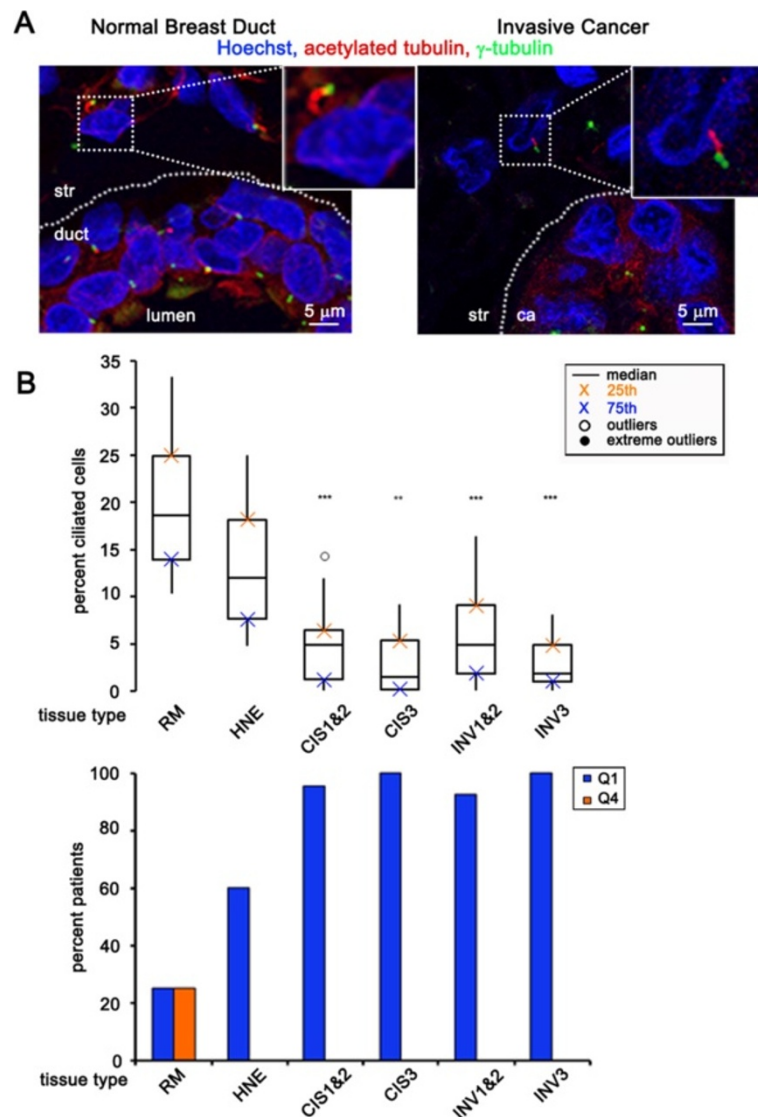 A
Normal Breast Duct
Invasive Cancer
Hoechst, acetylated tubulin, γ-tubulin
str
duct
lumen
5 μm
str
ca
5 μm
B
percent ciliated cells
35
30
25
20
15
10
5
0
median
25th
75th
outliers
extreme outliers
***
**
***
***
tissue type
RM
HNE
CIS1&2
CIS3
INV1&2
INV3
percent patients
100
80
60
40
20
0
Q1
Q4
tissue type
RM
HNE
CIS1&2
CIS3
INV1&2
INV3